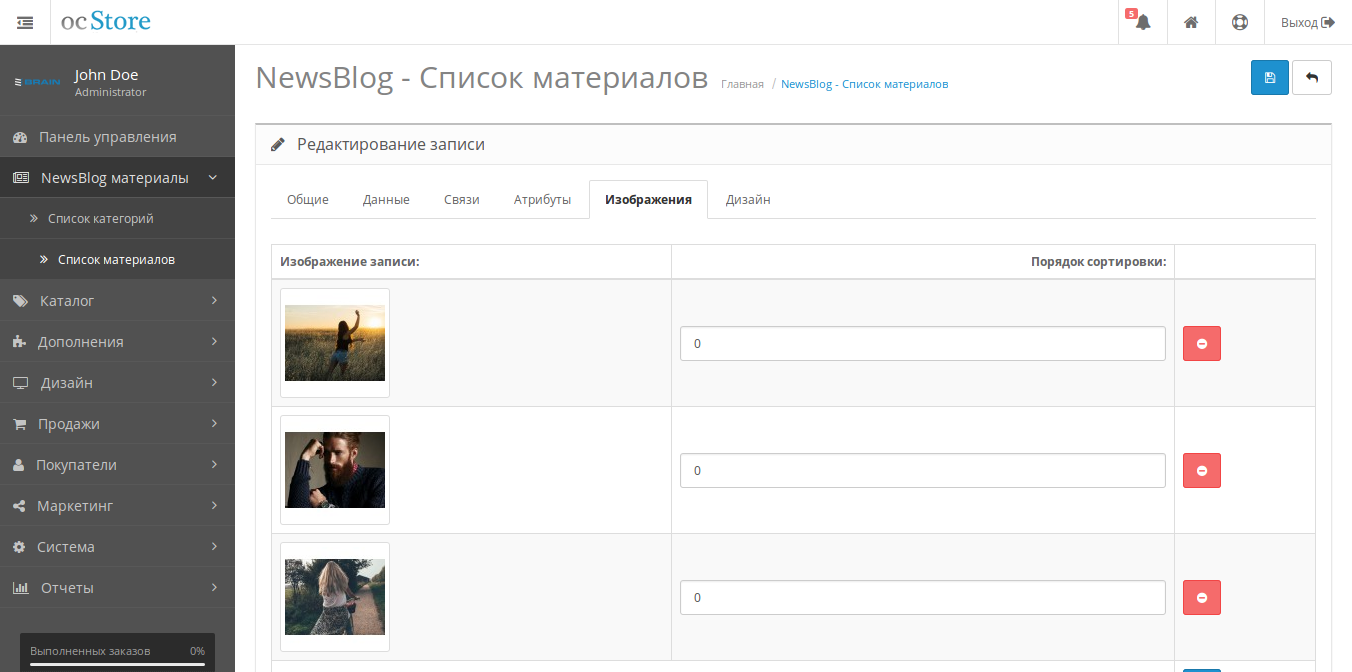 ocStore
5
Выход
BRAIN
John Doe
Administrator
NewsBlog - Список материалов
Главная / NewsBlog - Список материалов
Панель управления
NewsBlog материалы
Список категорий
Список материалов
Каталог
Дополнения
Дизайн
Продажи
Покупатели
Маркетинг
Система
Отчеты
Выполненных заказов 0%
Редактирование записи
Общие Данные Связи Атрибуты Изображения Дизайн
Изображение записи: Порядок сортировки:
0
0
0